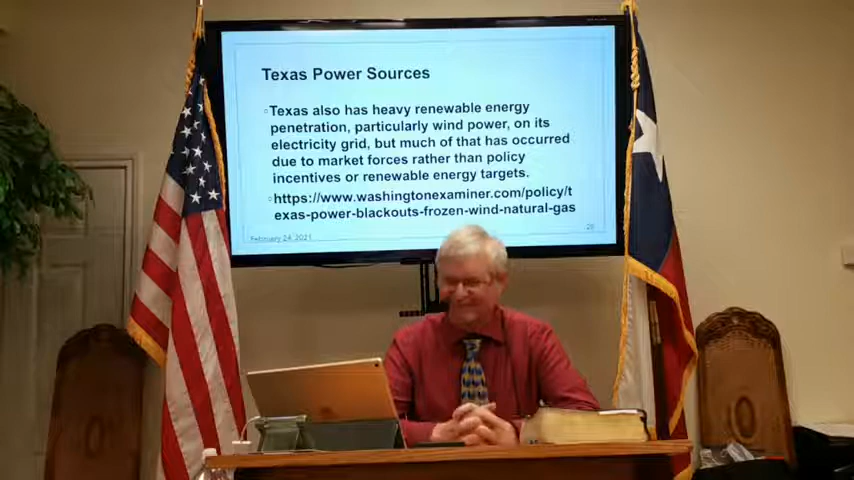 Texas Power Sources
Texas also has heavy renewable energy
penetration, particularly wind power, on its
electricity grid, but much of that has occurred
due to market forces rather than policy
incentives or renewable energy targets.
https://www.washingtonexaminer.com/policy/t
exas-power-blackouts-frozen-wind-natural-gas
February 24, 2021
26